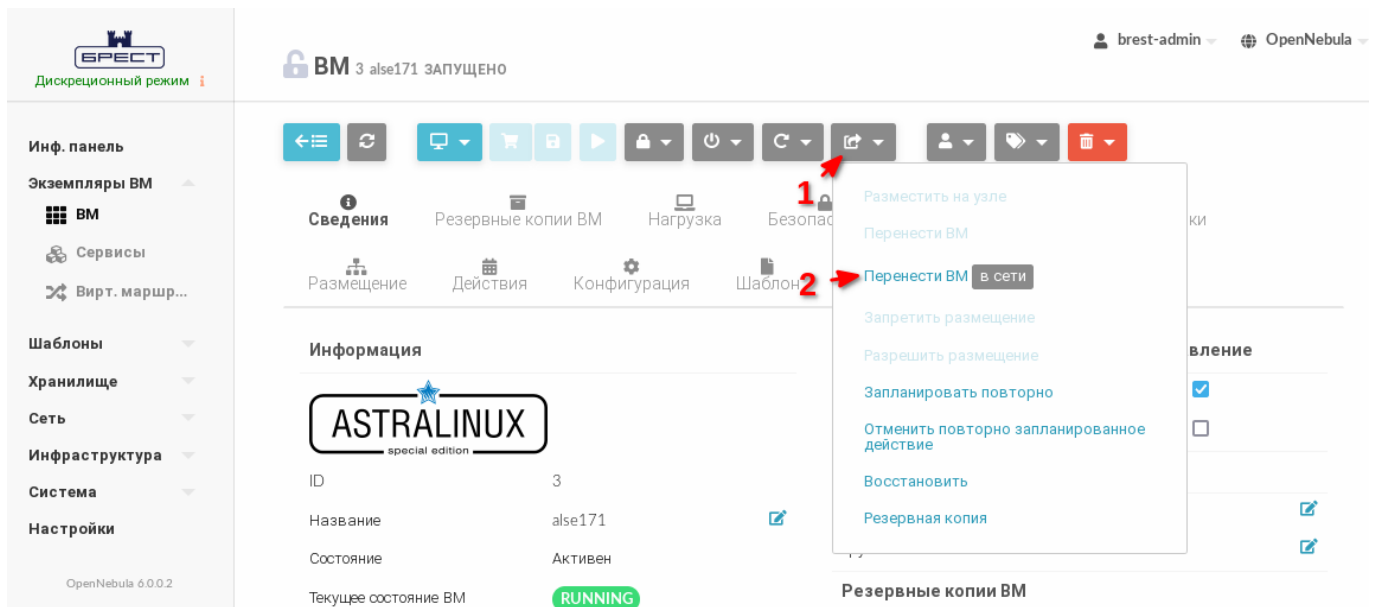 БРЕСТ
Дискреционный режим i
brest-admin
OpenNebula
ВМ 3 alse171 ЗАПУЩЕНО
Инф. панель
Экземпляры ВМ
ВМ
Сервисы
Вирт. маршр...
Шаблоны
Хранилище
Сеть
Инфраструктура
Система
Настройки
OpenNebula 6.0.0.2
1
2
Сведения
Резервные копии ВМ
Нагрузка
Безопас
ки
Размещение
Действия
Конфигурация
Шаблон
Разместить на узле
Перенести ВМ
Перенести ВМ в сети
Запретить размещение
Разрешить размещение
Запланировать повторно
Отменить повторно запланированное
действие
Восстановить
Резервная копия
Информация
вление
ASTRALINUX
special edition
ID 3
Название alse171
Состояние Активен
Текущее состояние ВМ RUNNING
Резервные копии ВМ